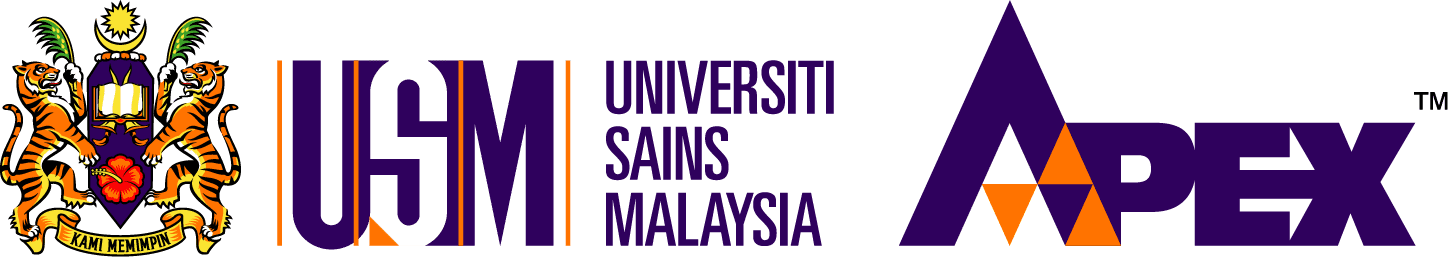 KAMI MEMIMPIN
USM
UNIVERSITI
SAINS
MALAYSIA
APEX
TM